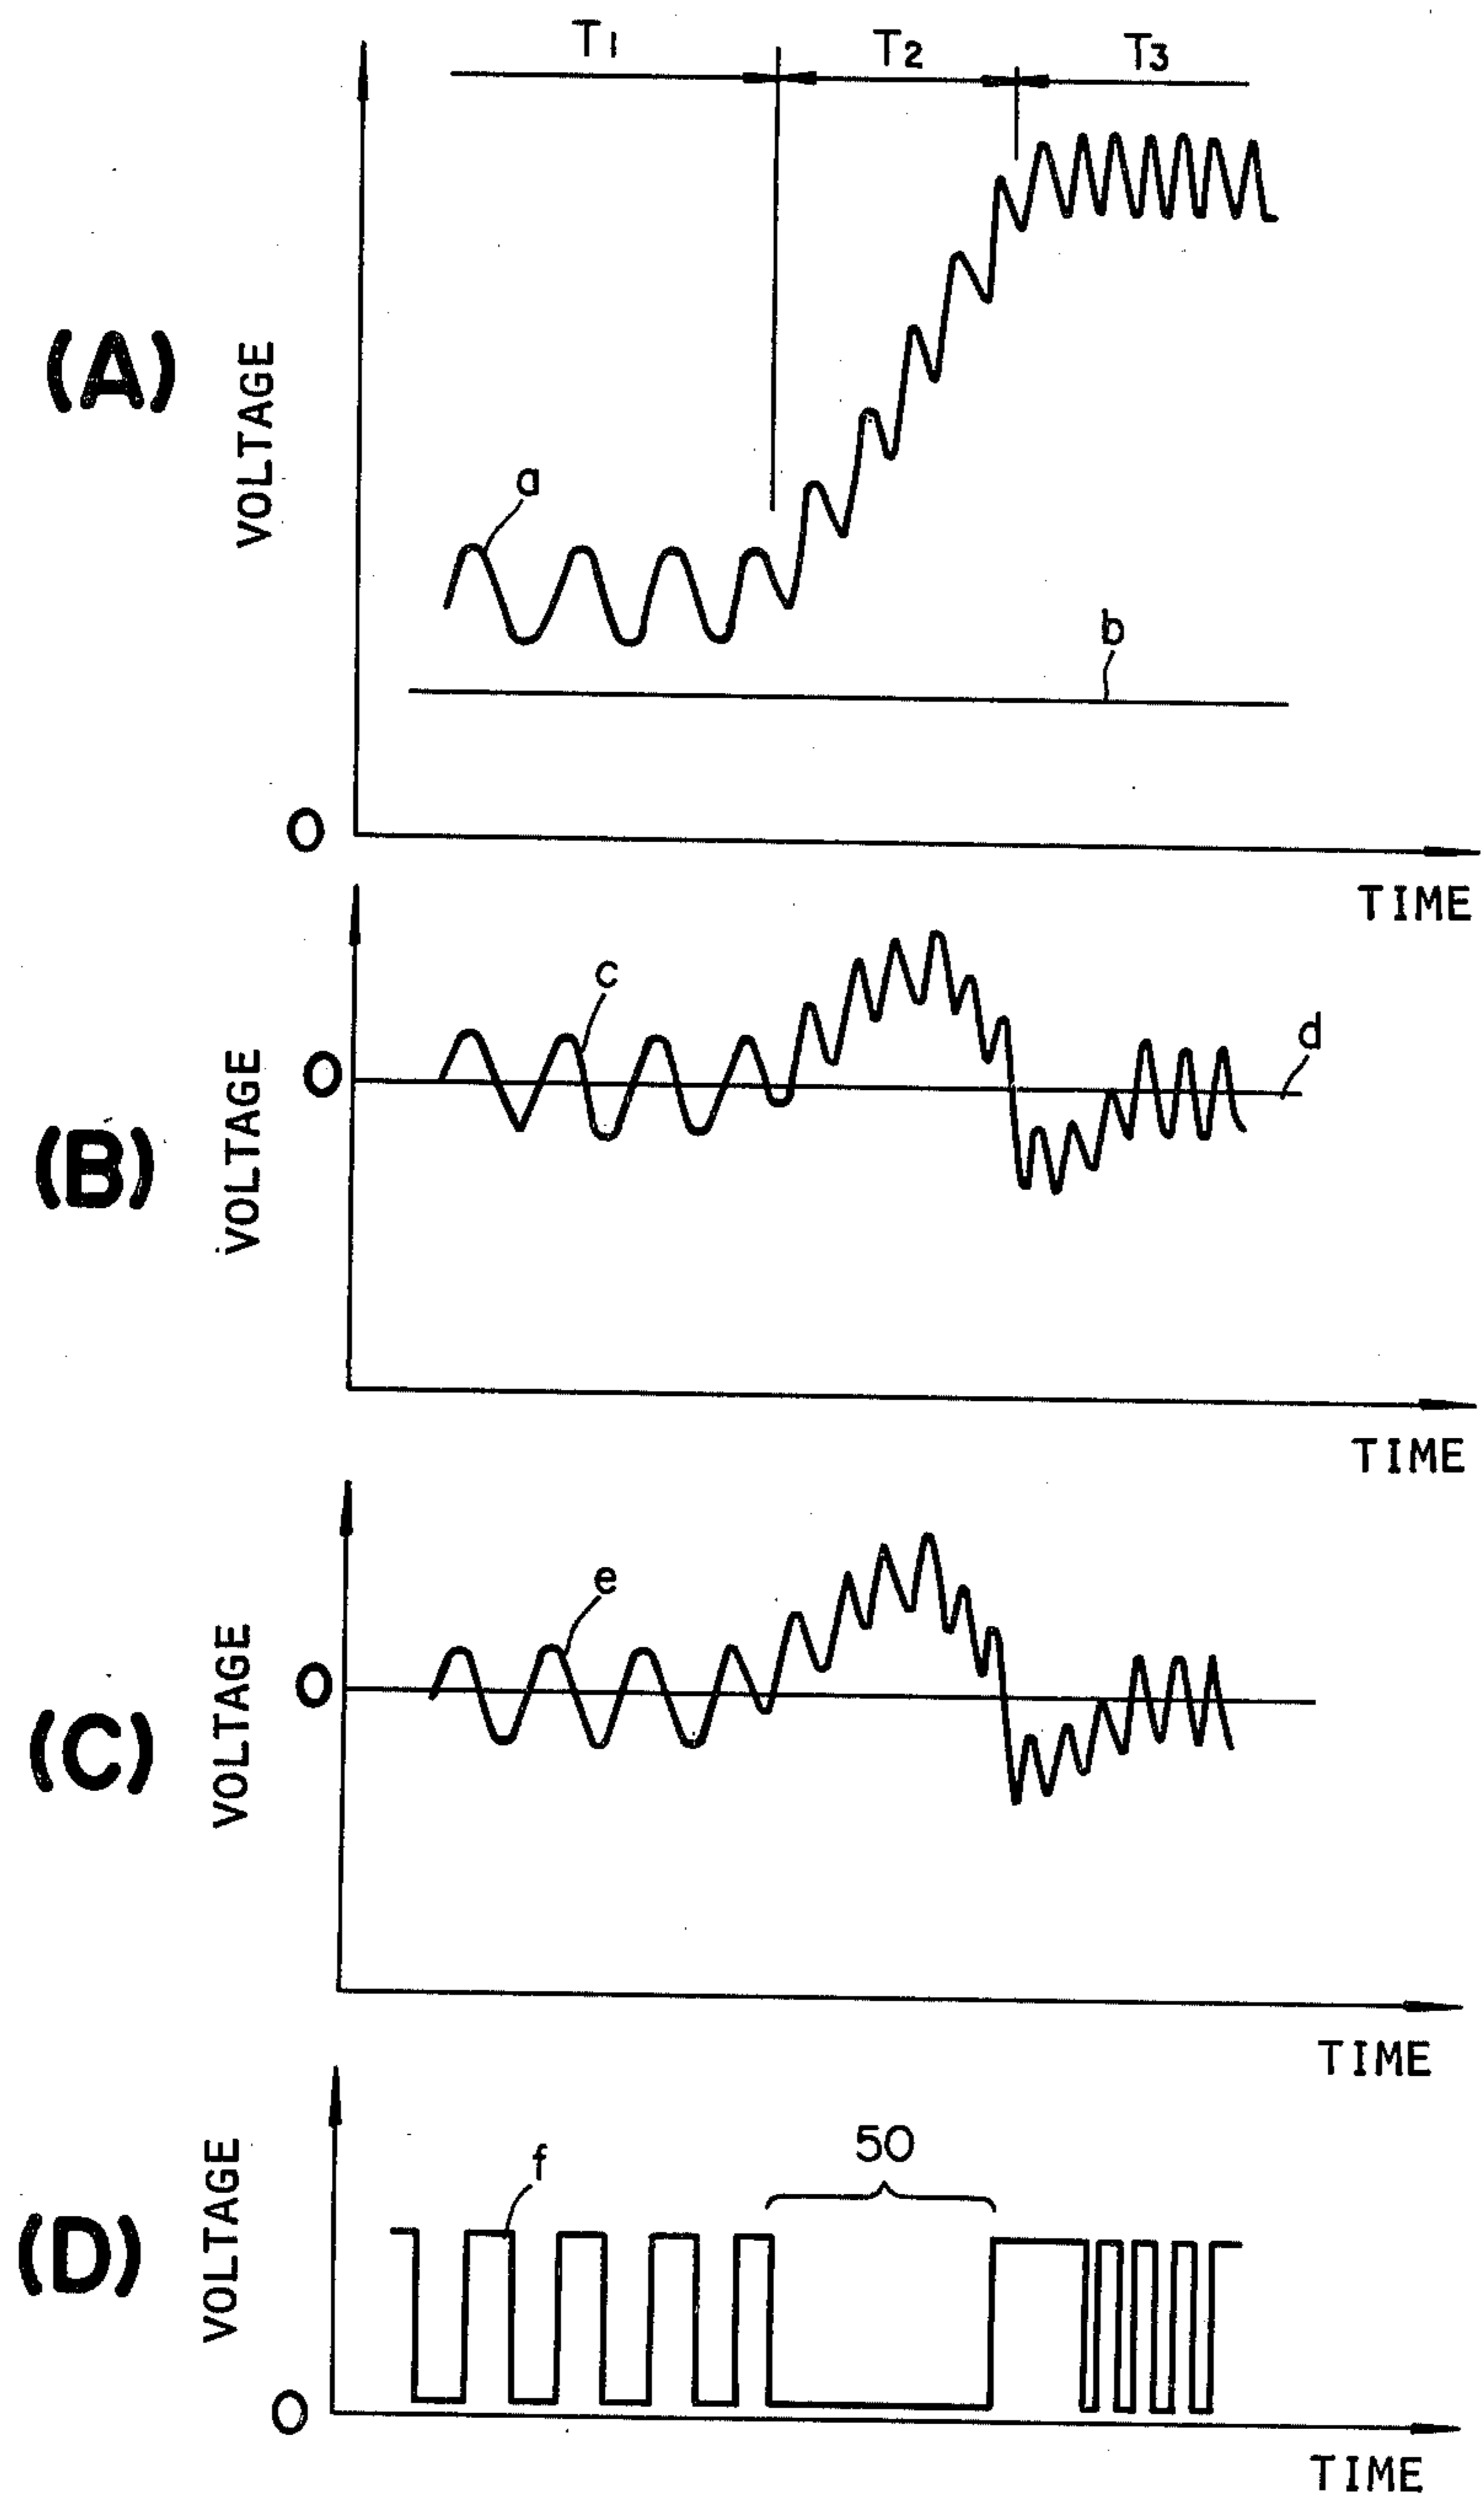 T1 T2 T3
(A)
VOLTAGE
a
b
O
TIME
(B)
VOLTAGE
c
d
O
TIME
(C)
VOLTAGE
e
O
TIME
(D)
VOLTAGE
f
50
O
TIME